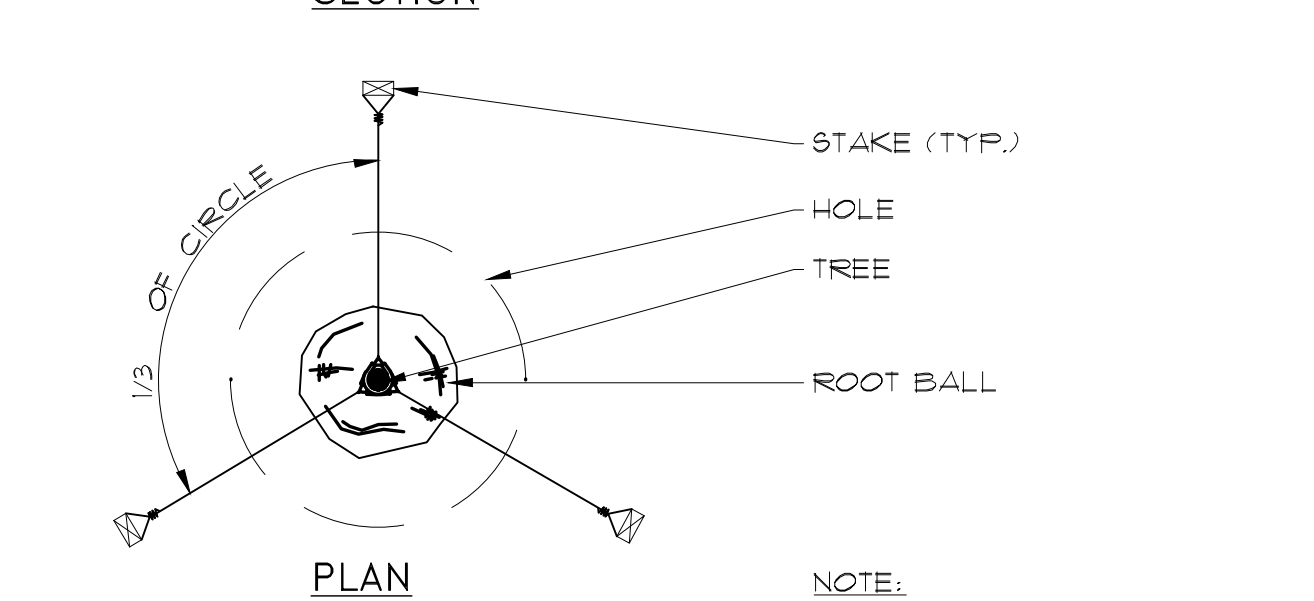 SECTION
STAKE (TYP.)
HOLE
TREE
ROOT BALL
1/3 OF CIRCLE
PLAN
NOTE: